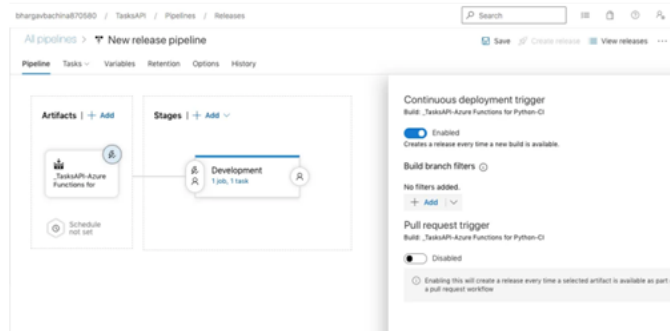 bhargavbachina870580 / TasksAPI / Pipelines / Releases
Search
All pipelines > New release pipeline
Save Create release View releases ...
Pipeline Tasks Variables Retention Options History
Artifacts | + Add
Stages | + Add
_TasksAPI-Azure
Functions for
Schedule
not set
Development
1 job, 1 task
Continuous deployment trigger
Build: _TasksAPI-Azure Functions for Python-CI
Enabled
Creates a release every time a new build is available.
Build branch filters
No filters added.
+ Add
Pull request trigger
Build: _TasksAPI-Azure Functions for Python-CI
Disabled
Enabling this will create a release every time a selected artifact is available as part
a pull request workflow